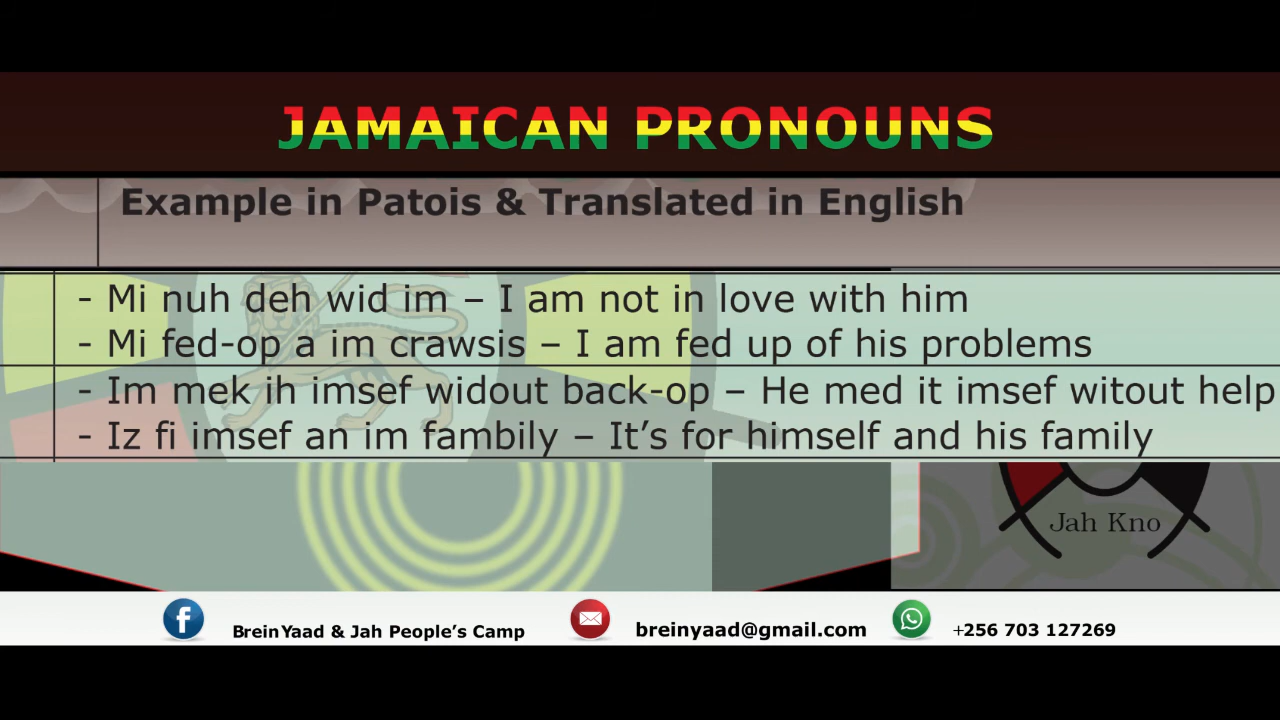 JAMAICAN PRONOUNS
Example in Patois & Translated in English
- Mi nuh deh wid im – I am not in love with him
- Mi fed-op a im crawsis – I am fed up of his problems
- Im mek ih imsef widout back-op – He med it imsef witout help
- Iz fi imsef an im fambily – It’s for himself and his family
Jah Kno
BreinYaad & Jah People’s Camp
breinyaad@gmail.com
+256 703 127269